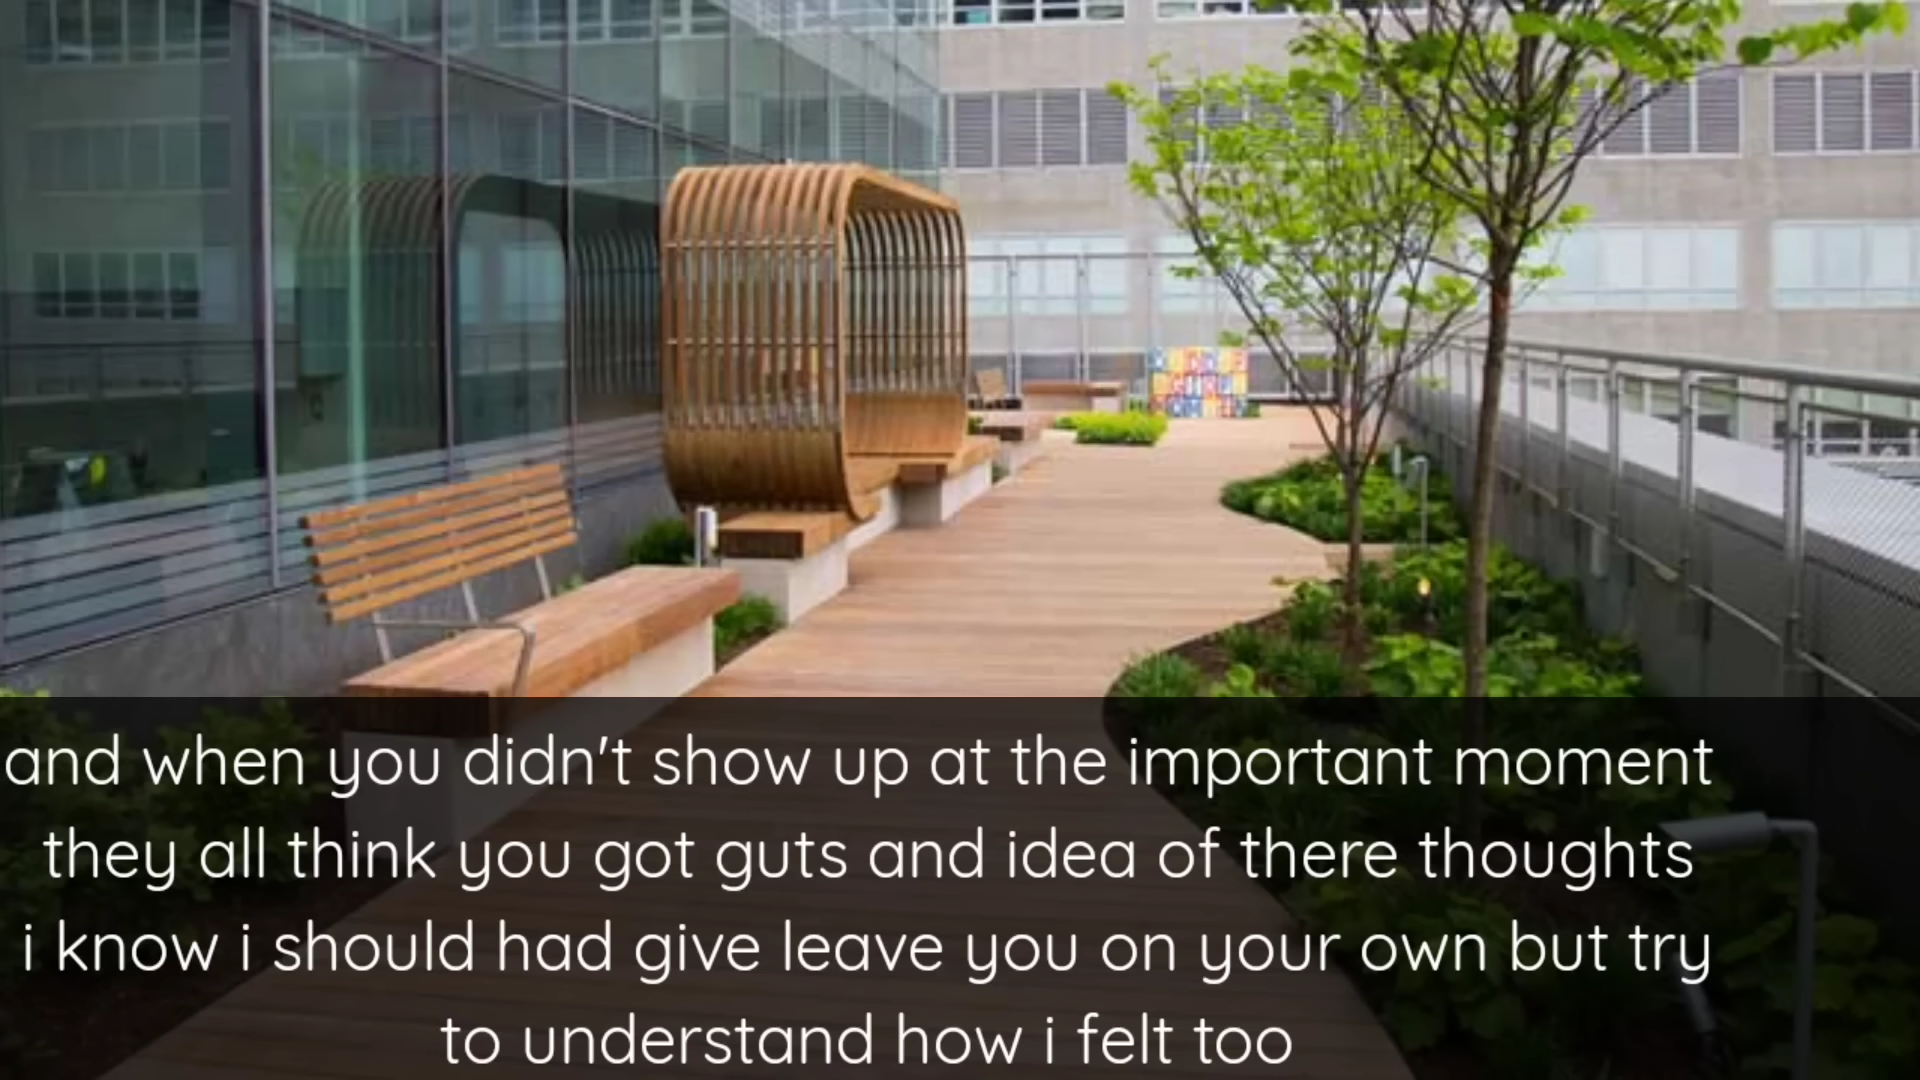 and when you didn't show up at the important moment
they all think you got guts and idea of there thoughts
i know i should had give leave you on your own but try
to understand how i felt too